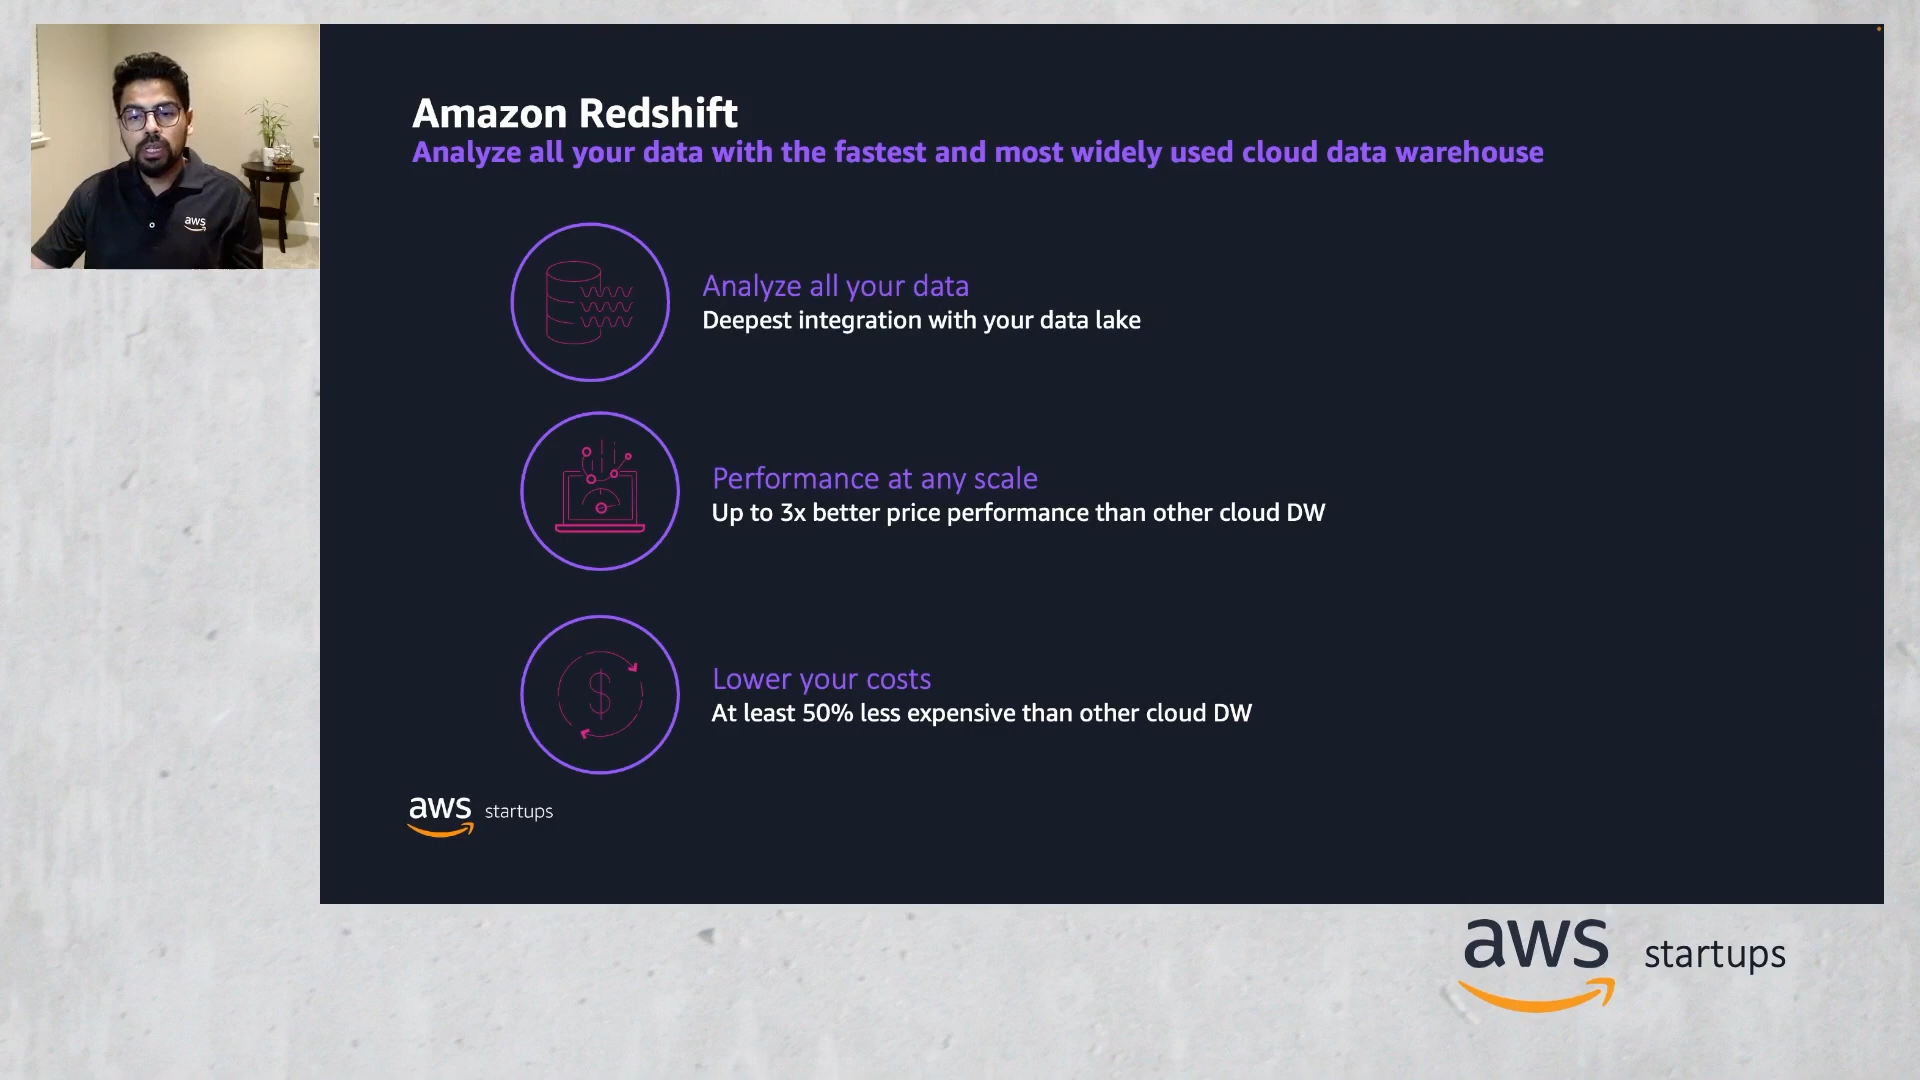 aws
Amazon Redshift
Analyze all your data with the fastest and most widely used cloud data warehouse
Analyze all your data
Deepest integration with your data lake
Performance at any scale
Up to 3x better price performance than other cloud DW
$
Lower your costs
At least 50% less expensive than other cloud DW
aws startups
aws startups